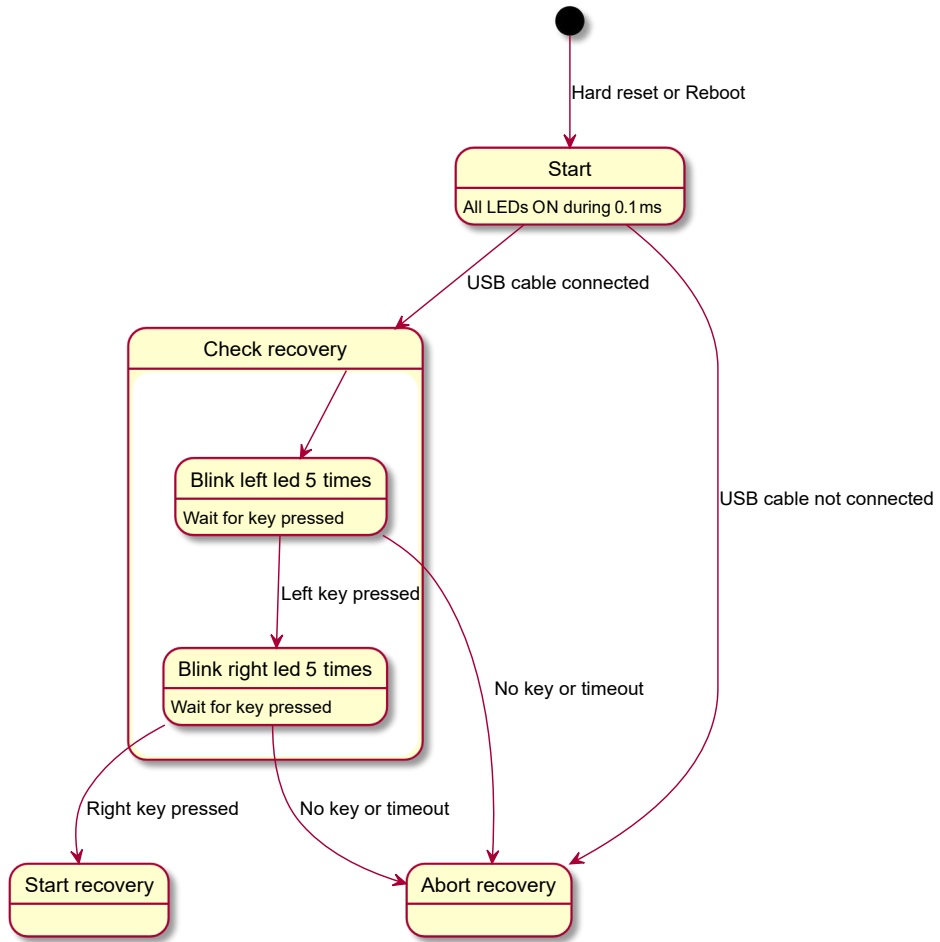 Hard reset or Reboot
Start
All LEDs ON during 0.1 ms
USB cable connected
Check recovery
Blink left led 5 times
Wait for key pressed
USB cable not connected
Left key pressed
Blink right led 5 times
Wait for key pressed
No key or timeout
Right key pressed
No key or timeout
Start recovery
Abort recovery